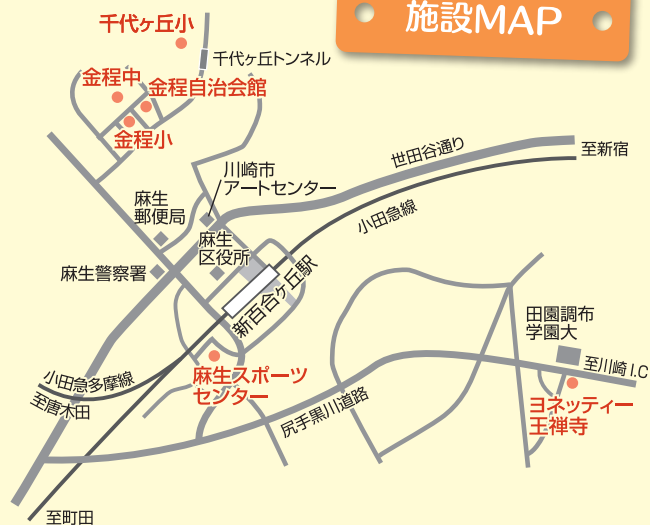 施設MAP
千代ヶ丘小
千代ヶ丘トンネル
金程中
金程自治会館
金程小
世田谷通り
至新宿
川崎市
アートセンター
小田急線
麻生
郵便局
麻生
区役所
麻生警察署
新百合ヶ丘駅
田園調布
学園大
至川崎I.C
小田急多摩線
至唐木田
麻生スポーツ
センター
尻手黒川道路
ヨネッティー
王禅寺
至町田